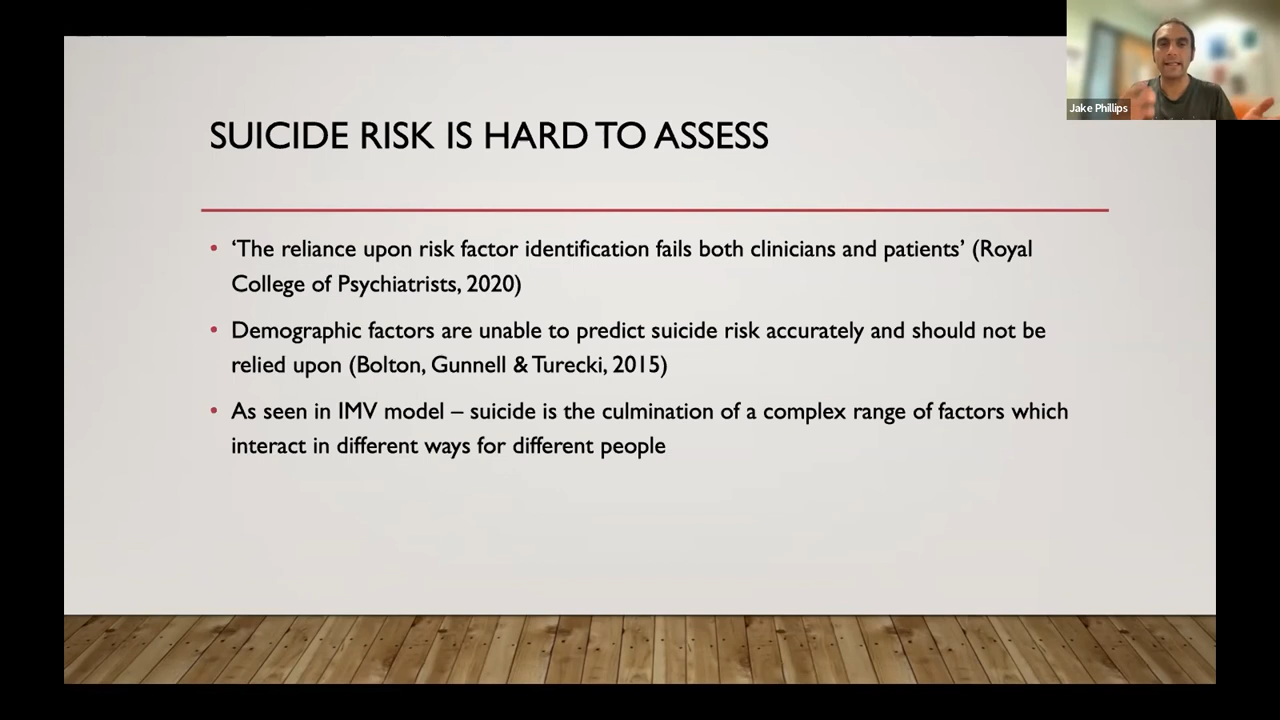 Jake Phillips
SUICIDE RISK IS HARD TO ASSESS
• ‘The reliance upon risk factor identification fails both clinicians and patients’ (Royal
College of Psychiatrists, 2020)
• Demographic factors are unable to predict suicide risk accurately and should not be
relied upon (Bolton, Gunnell & Turecki, 2015)
• As seen in IMV model – suicide is the culmination of a complex range of factors which
interact in different ways for different people